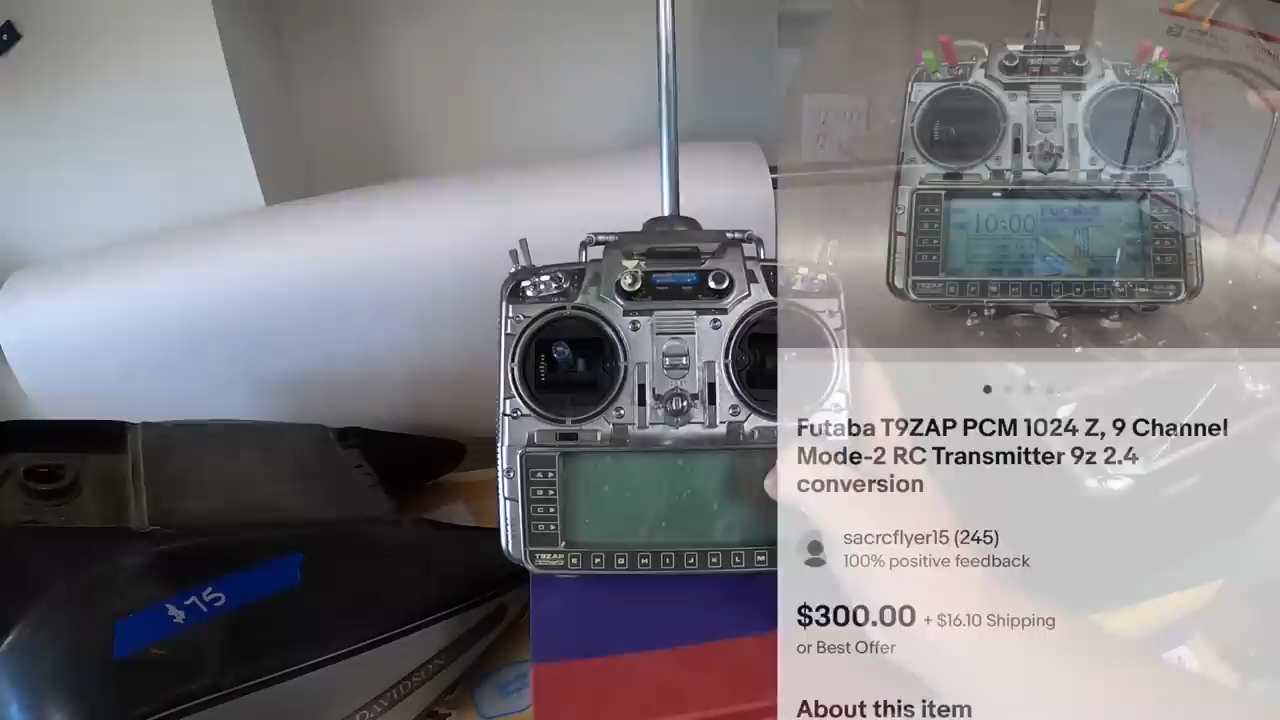 $75
DAVIDSON
A
B
C
D
T9ZAP
E F G H I J K L M
10:00
Futaba T9ZAP PCM 1024 Z, 9 Channel
Mode-2 RC Transmitter 9z 2.4
conversion
sacrcflyer15 (245)
100% positive feedback
$300.00 + $16.10 Shipping
or Best Offer
About this item